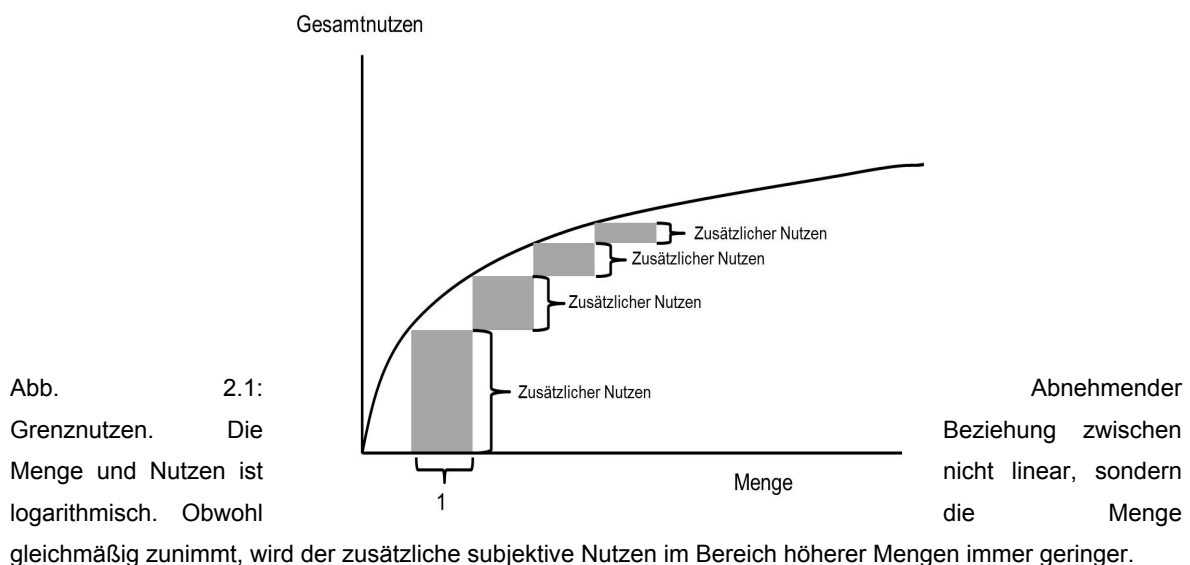 Gesamtnutzen
Zusätzlicher Nutzen
Zusätzlicher Nutzen
Zusätzlicher Nutzen
Zusätzlicher Nutzen
Menge
1
Abb. 2.1: Abnehmender
Grenznutzen. Die Beziehung zwischen
Menge und Nutzen ist nicht linear, sondern
logarithmisch. Obwohl die Menge
gleichmäßig zunimmt, wird der zusätzliche subjektive Nutzen im Bereich höherer Mengen immer geringer.